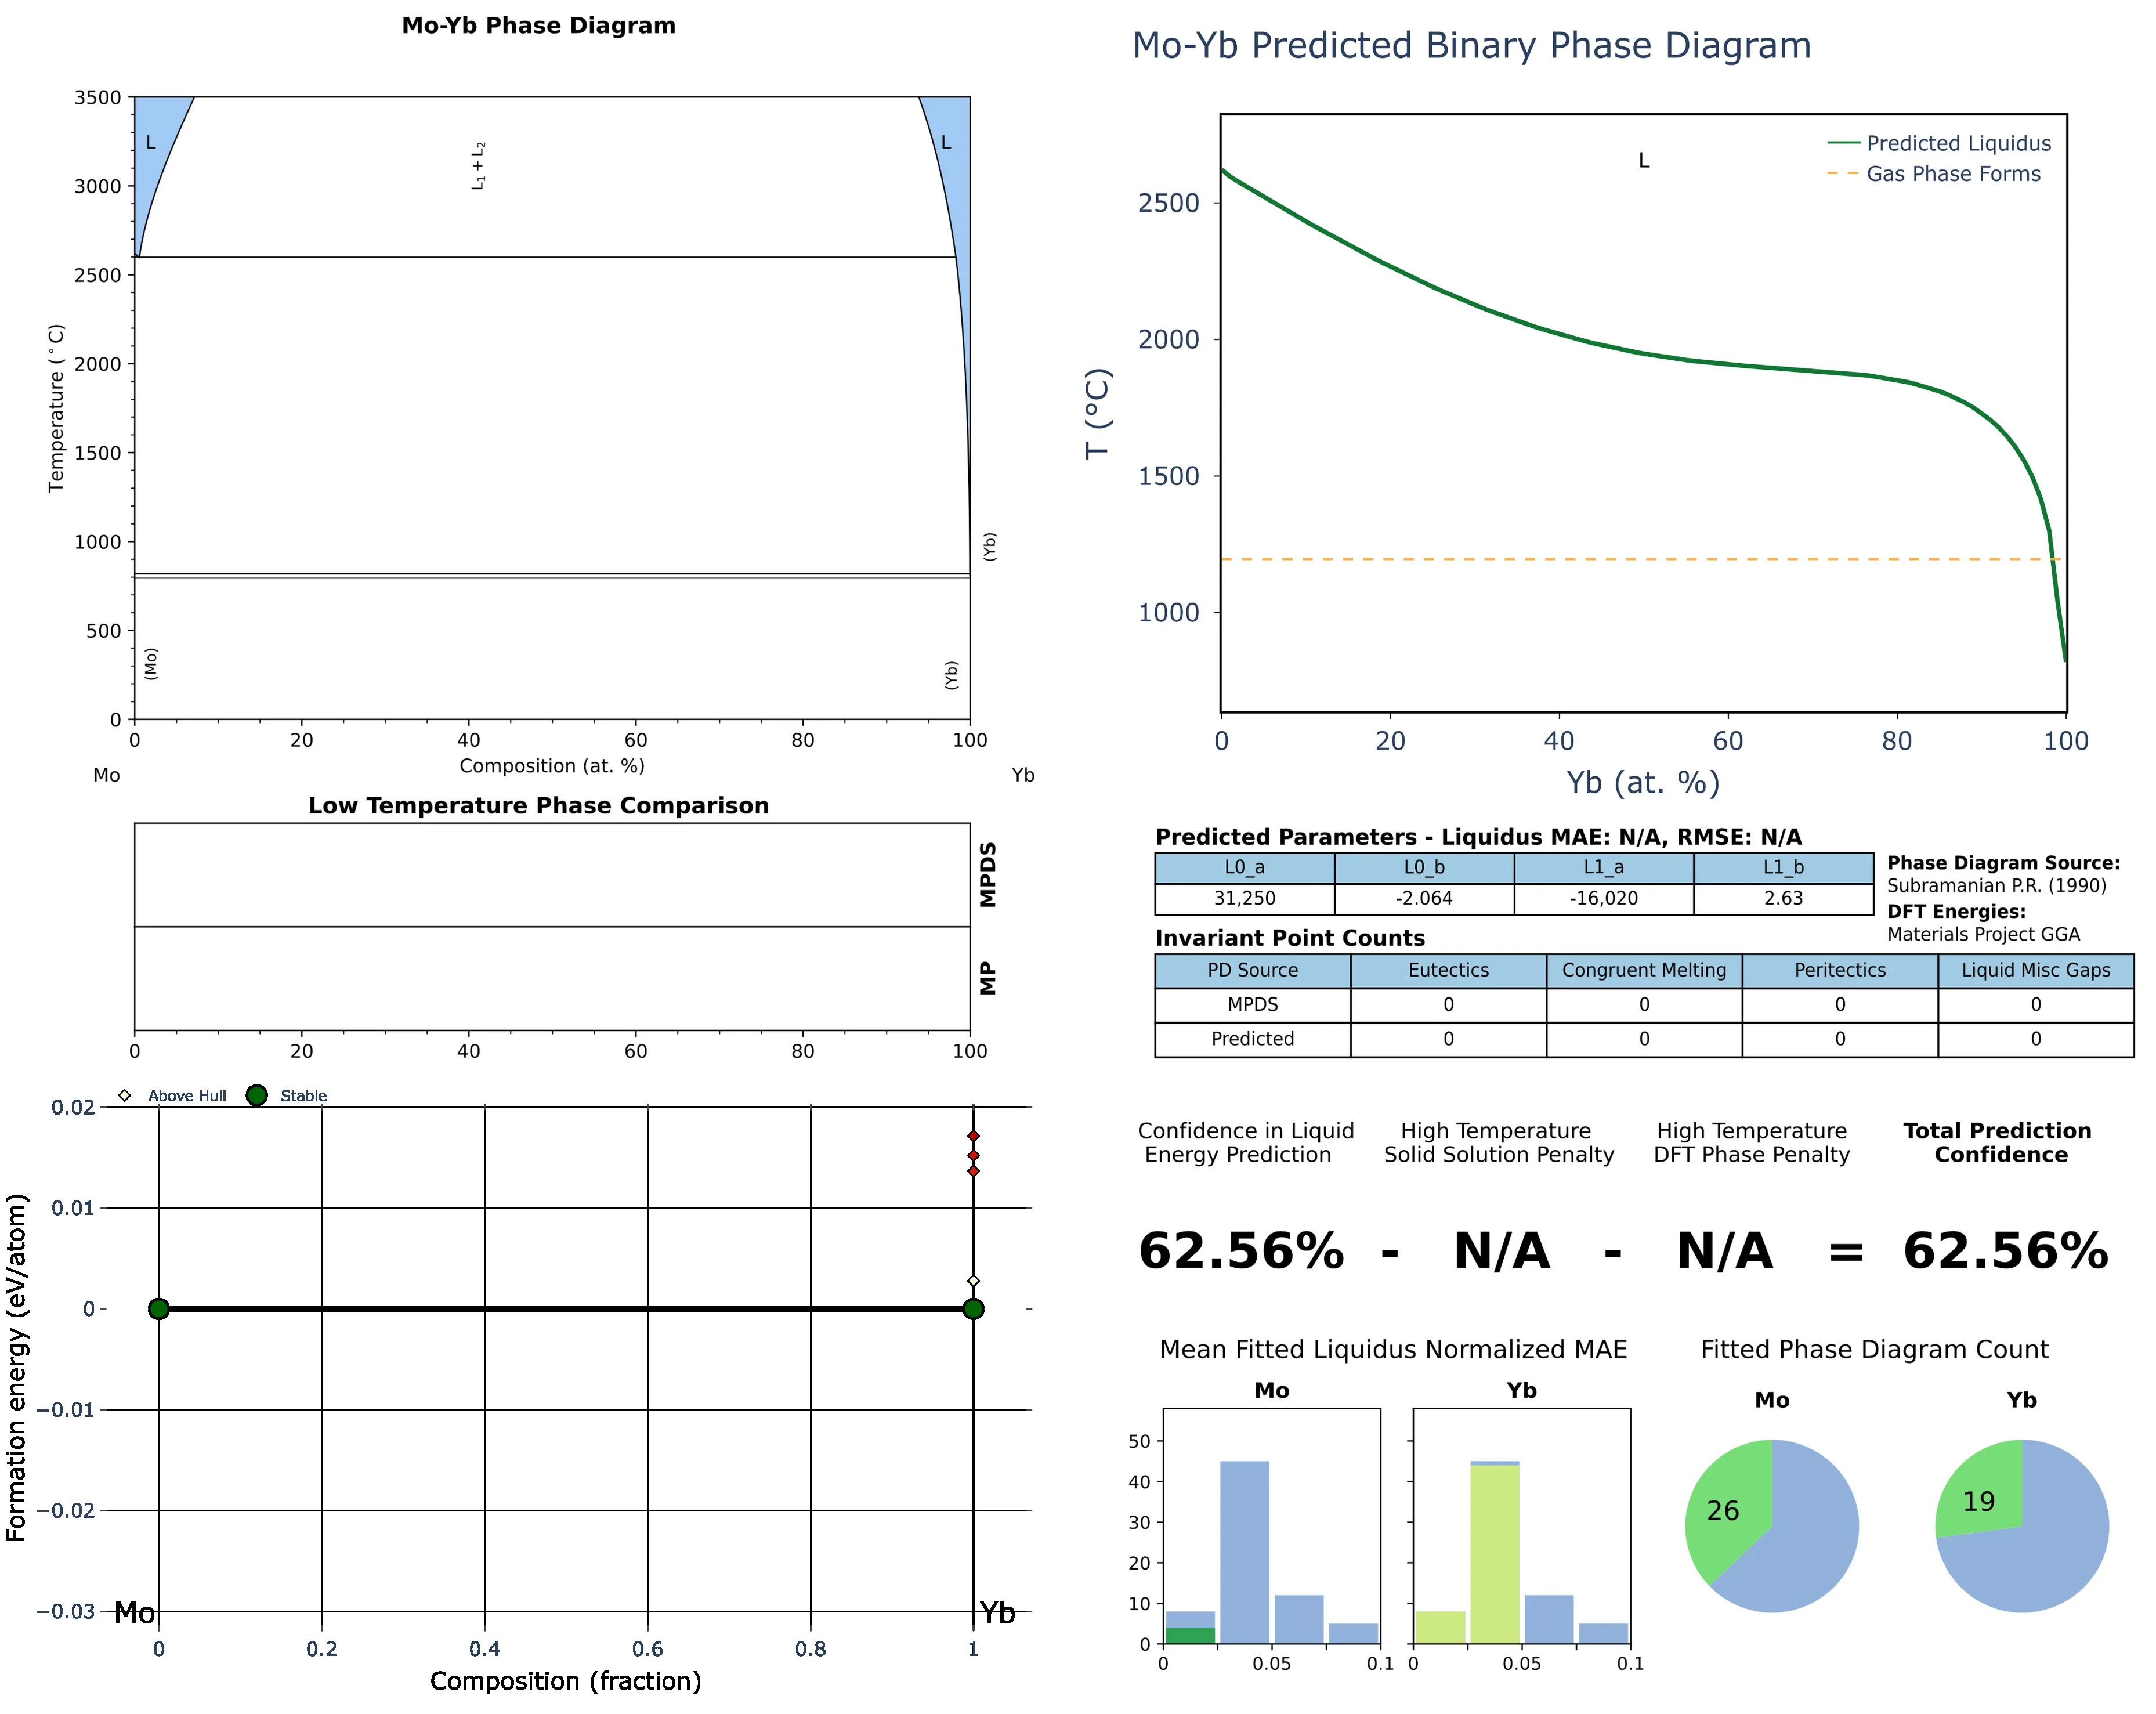 Mo-Yb Phase Diagram
3500
3000
2500
2000
1500
1000
500
0
Temperature (°C)
L
L₁ + L₂
L
(Yb)
(Mo)
(Yb)
0 20 40 60 80 100
Mo Composition (at. %) Yb
Low Temperature Phase Comparison
MPDS
MP
0 20 40 60 80 100
Above Hull Stable
0.02
0.01
0
−0.01
−0.02
−0.03
Formation energy (eV/atom)
Mo Yb
0 0.2 0.4 0.6 0.8 1
Composition (fraction)
Mo-Yb Predicted Binary Phase Diagram
L
Predicted Liquidus
Gas Phase Forms
2500
2000
1500
1000
T (°C)
0 20 40 60 80 100
Yb (at. %)
Predicted Parameters - Liquidus MAE: N/A, RMSE: N/A
L0_a L0_b L1_a L1_b
31,250 -2.064 -16,020 2.63
Phase Diagram Source:
Subramanian P.R. (1990)
DFT Energies:
Materials Project GGA
Invariant Point Counts
PD Source Eutectics Congruent Melting Peritectics Liquid Misc Gaps
MPDS 0 0 0 0
Predicted 0 0 0 0
Confidence in Liquid
Energy Prediction
High Temperature
Solid Solution Penalty
High Temperature
DFT Phase Penalty
Total Prediction
Confidence
62.56% - N/A - N/A = 62.56%
Mean Fitted Liquidus Normalized MAE
Mo Yb
50
40
30
20
10
0
0 0.05 0.1 0 0.05 0.1
Fitted Phase Diagram Count
Mo Yb
26 19